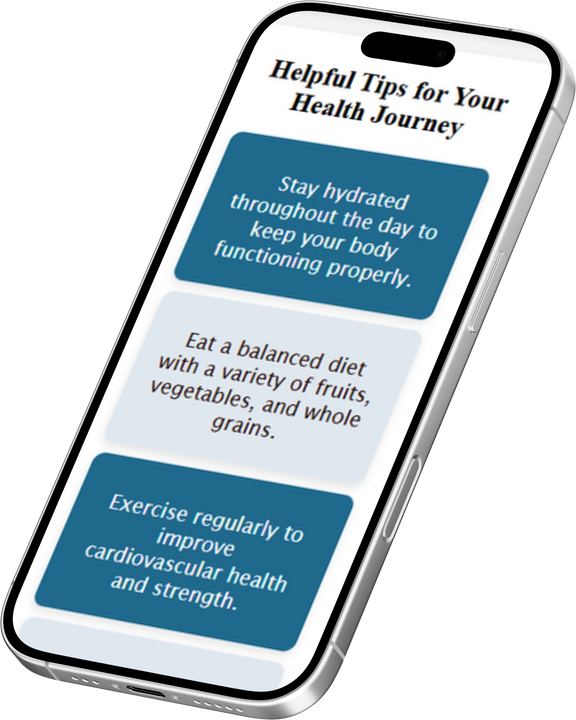 Helpful Tips for Your
Health Journey
Stay hydrated
throughout the day to
keep your body
functioning properly.
Eat a balanced diet
with a variety of fruits,
vegetables, and whole
grains.
Exercise regularly to
improve
cardiovascular health
and strength.